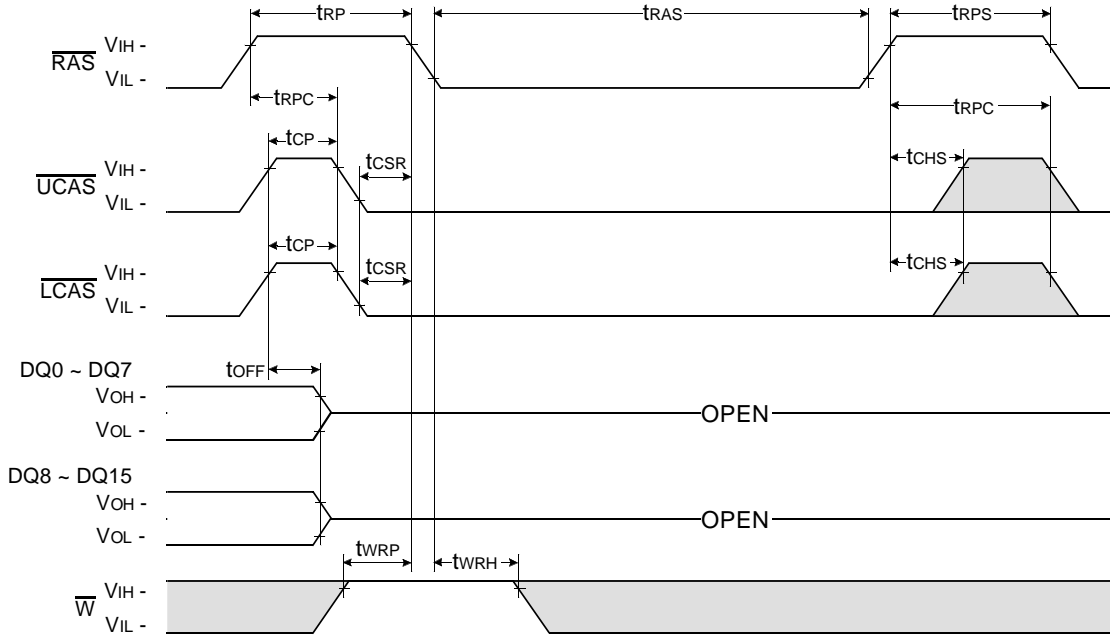 tRP tRAS tRPS
RAS VIH -
VIL -
tRPC tRPC
tCP tCSR tCHS
UCAS VIH -
VIL -
tCP tCSR tCHS
LCAS VIH -
VIL -
DQ0 ~ DQ7 tOFF
VOH -
VOL -
OPEN
DQ8 ~ DQ15
VOH -
VOL -
OPEN
tWRP tWRH
W VIH -
VIL -